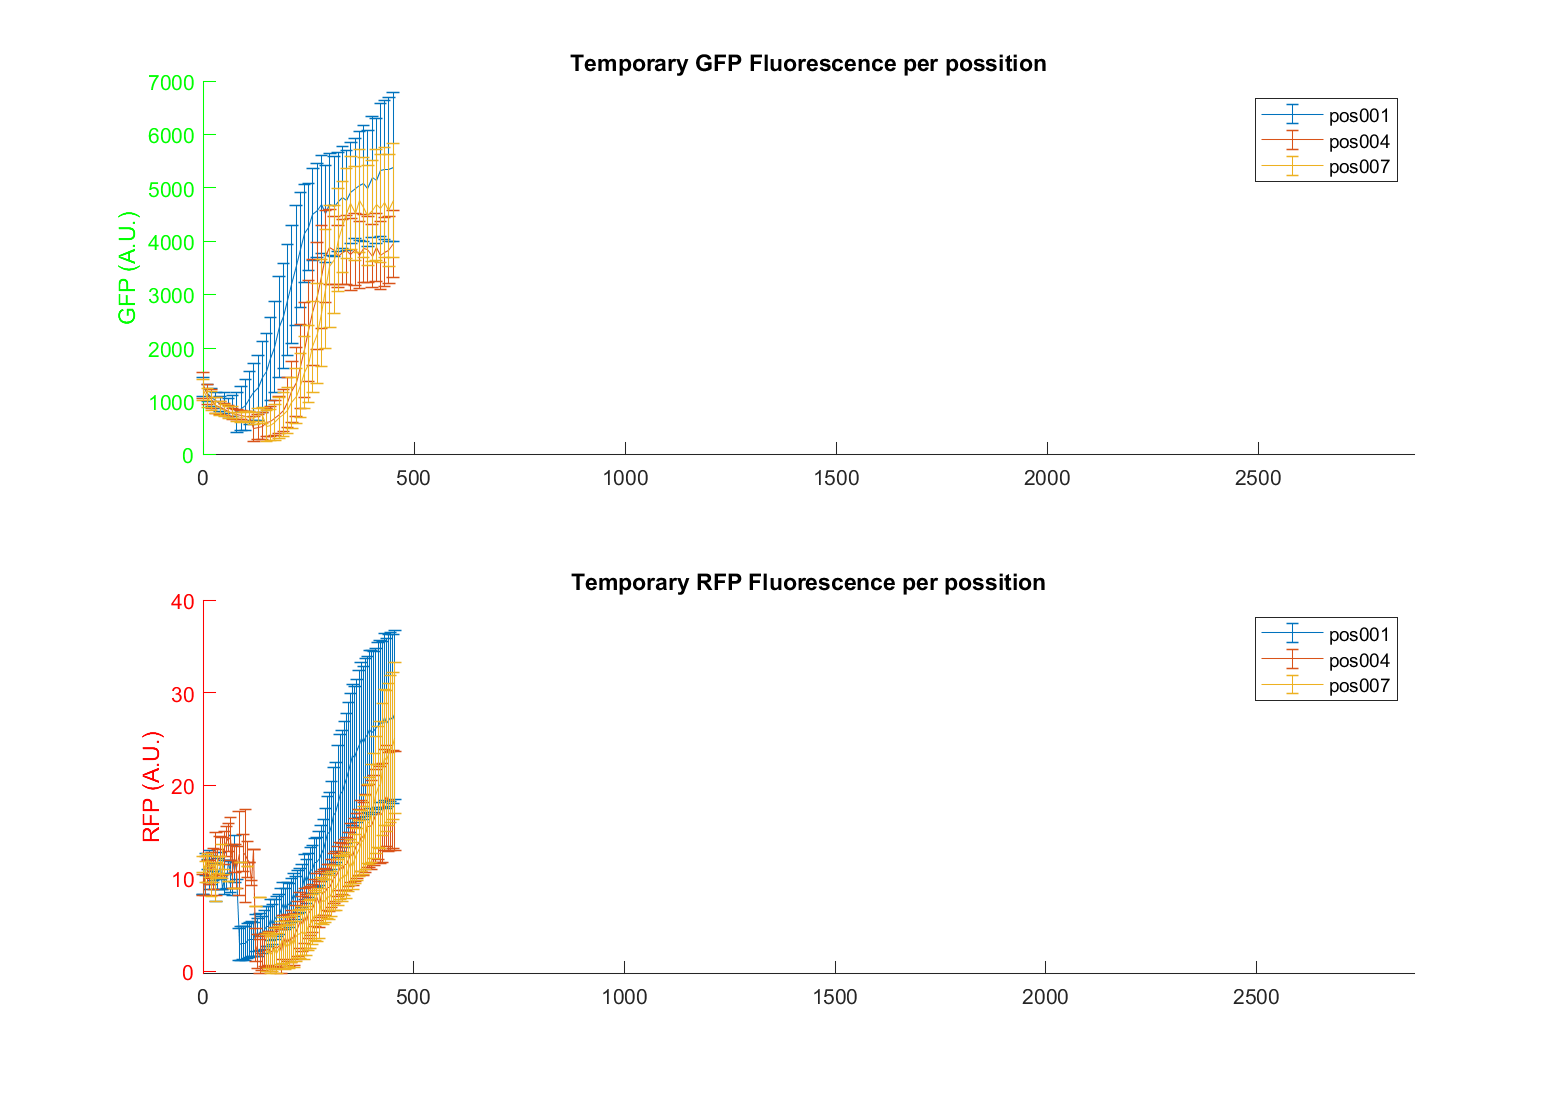 Temporary GFP Fluorescence per possition
7000
6000
5000
4000
3000
2000
1000
0
GFP (A.U.)
pos001
pos004
pos007
0 500 1000 1500 2000 2500
Temporary RFP Fluorescence per possition
40
30
20
10
0
RFP (A.U.)
pos001
pos004
pos007
0 500 1000 1500 2000 2500